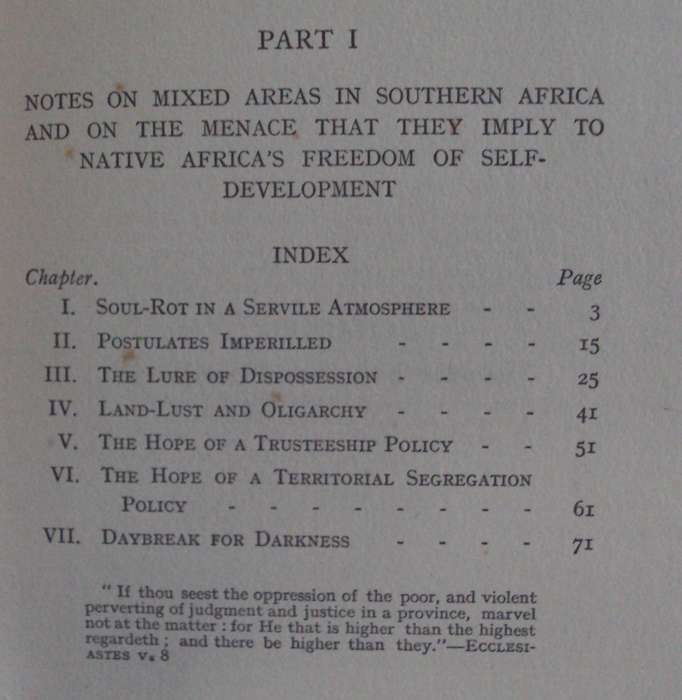 PART I
NOTES ON MIXED AREAS IN SOUTHERN AFRICA
AND ON THE MENACE THAT THEY IMPLY TO
NATIVE AFRICA'S FREEDOM OF SELF-
DEVELOPMENT
INDEX
Chapter. Page
I. SOUL-ROT IN A SERVILE ATMOSPHERE - - 3
II. POSTULATES IMPERILLED - - - - 15
III. THE LURE OF DISPOSSESSION - - - - 25
IV. LAND-LUST AND OLIGARCHY - - - - 41
V. THE HOPE OF A TRUSTEESHIP POLICY - - 51
VI. THE HOPE OF A TERRITORIAL SEGREGATION
POLICY - - - - - - - - 61
VII. DAYBREAK FOR DARKNESS - - - - 71
" If thou seest the oppression of the poor, and violent
perverting of judgment and justice in a province, marvel
not at the matter : for He that is higher than the highest
regardeth ; and there be higher than they."—ECCLESI-
ASTES v. 8